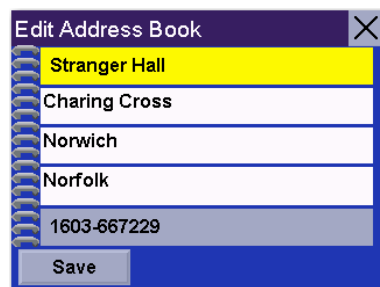 Edit Address Book
Stranger Hall
Charing Cross
Norwich
Norfolk
1603-667229
Save